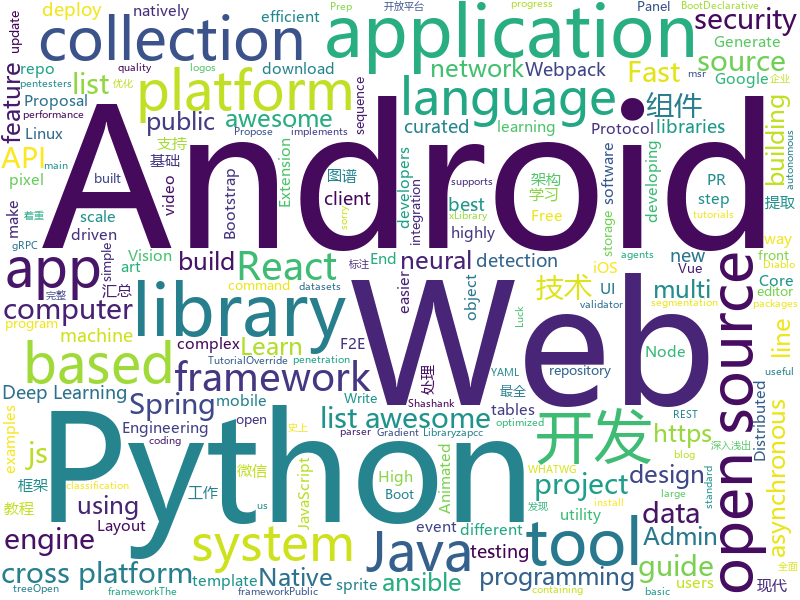 Android
Web
Python
application
collection
platform
language
library
open source
app
based
framework
system
tool
Java
开发
React
security
source
network
Webpack
Fast
组件
技术
neural
detection
computer
build
public
awesome
list
feature
API
efficient
deploy
natively
repo
download
Generate
Google
Panel
BootDeclarative
Prep
开放平台
progress
logos
update
pentesters
quality
优化
msr
企业
performance
Proposal
Linux
curated
learning
Protocol
libraries
building
autonomous
main
implements
Propose
sequence
支持
基础
video
Bootstrap
Extension
图谱
client
developers
integration
best
highly
架构
学习
software
developing
PR
step
提取
tutorials
supports
xLibrary
Free
storage
new
way
front
Vue
multi
Core
editor
Diablo
agents
iOS
UI
validator
segmentation
packages
line
useful
Node
repository
object
easier
End
Vision
art
simple
标注
datasets
command
sorry
pixel
built
scale
driven
make
着重
gRPC
完整
汇总
program
machine
complex
Learn
F2E
JavaScript
TutorialOverride
penetration
Luck
YAML
REST
最全
处理
Write
Shashank
list awesome
tables
optimized
Deep Learning
Spring
mobile
Engineering
coding
open
史上
parser
Gradient
Libraryzapcc
WHATWG
blog
深入浅出
https
examples
js
框架
classification
微信
工作
教程
using
Layout
High
Boot
Animated
event
different
utility
project
design
data
Admin
guide
testing
asynchronous
Distributed
standard
large
install
发现
engine
cross platform
treeOpen
template
frameworkThe
Native
users
us
sprite
frameworkPublic
ansible
programming
containing
basic
现代
全面